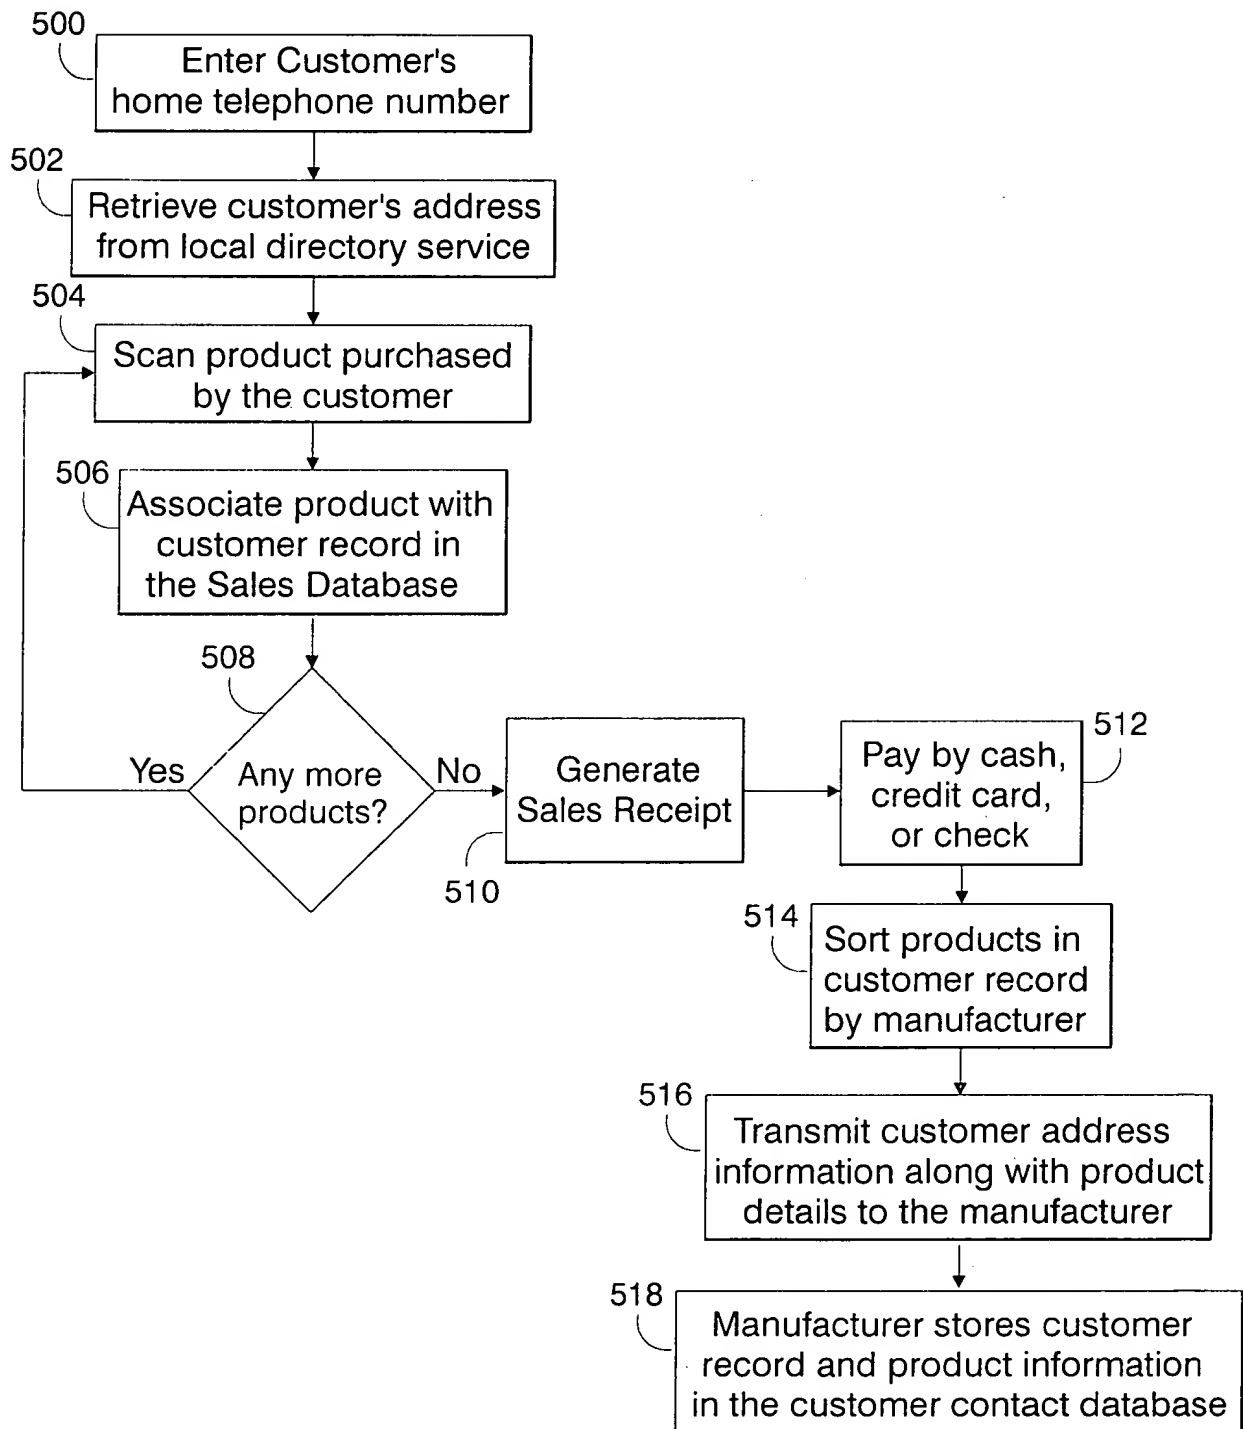 500
Enter Customer's
home telephone number
502
Retrieve customer's address
from local directory service
504
Scan product purchased
by the customer
506
Associate product with
customer record in
the Sales Database
508
Any more
products?
Yes
No
Generate
Sales Receipt
510
Pay by cash,
credit card,
or check
512
514
Sort products in
customer record
by manufacturer
516
Transmit customer address
information along with product
details to the manufacturer
518
Manufacturer stores customer
record and product information
in the customer contact database